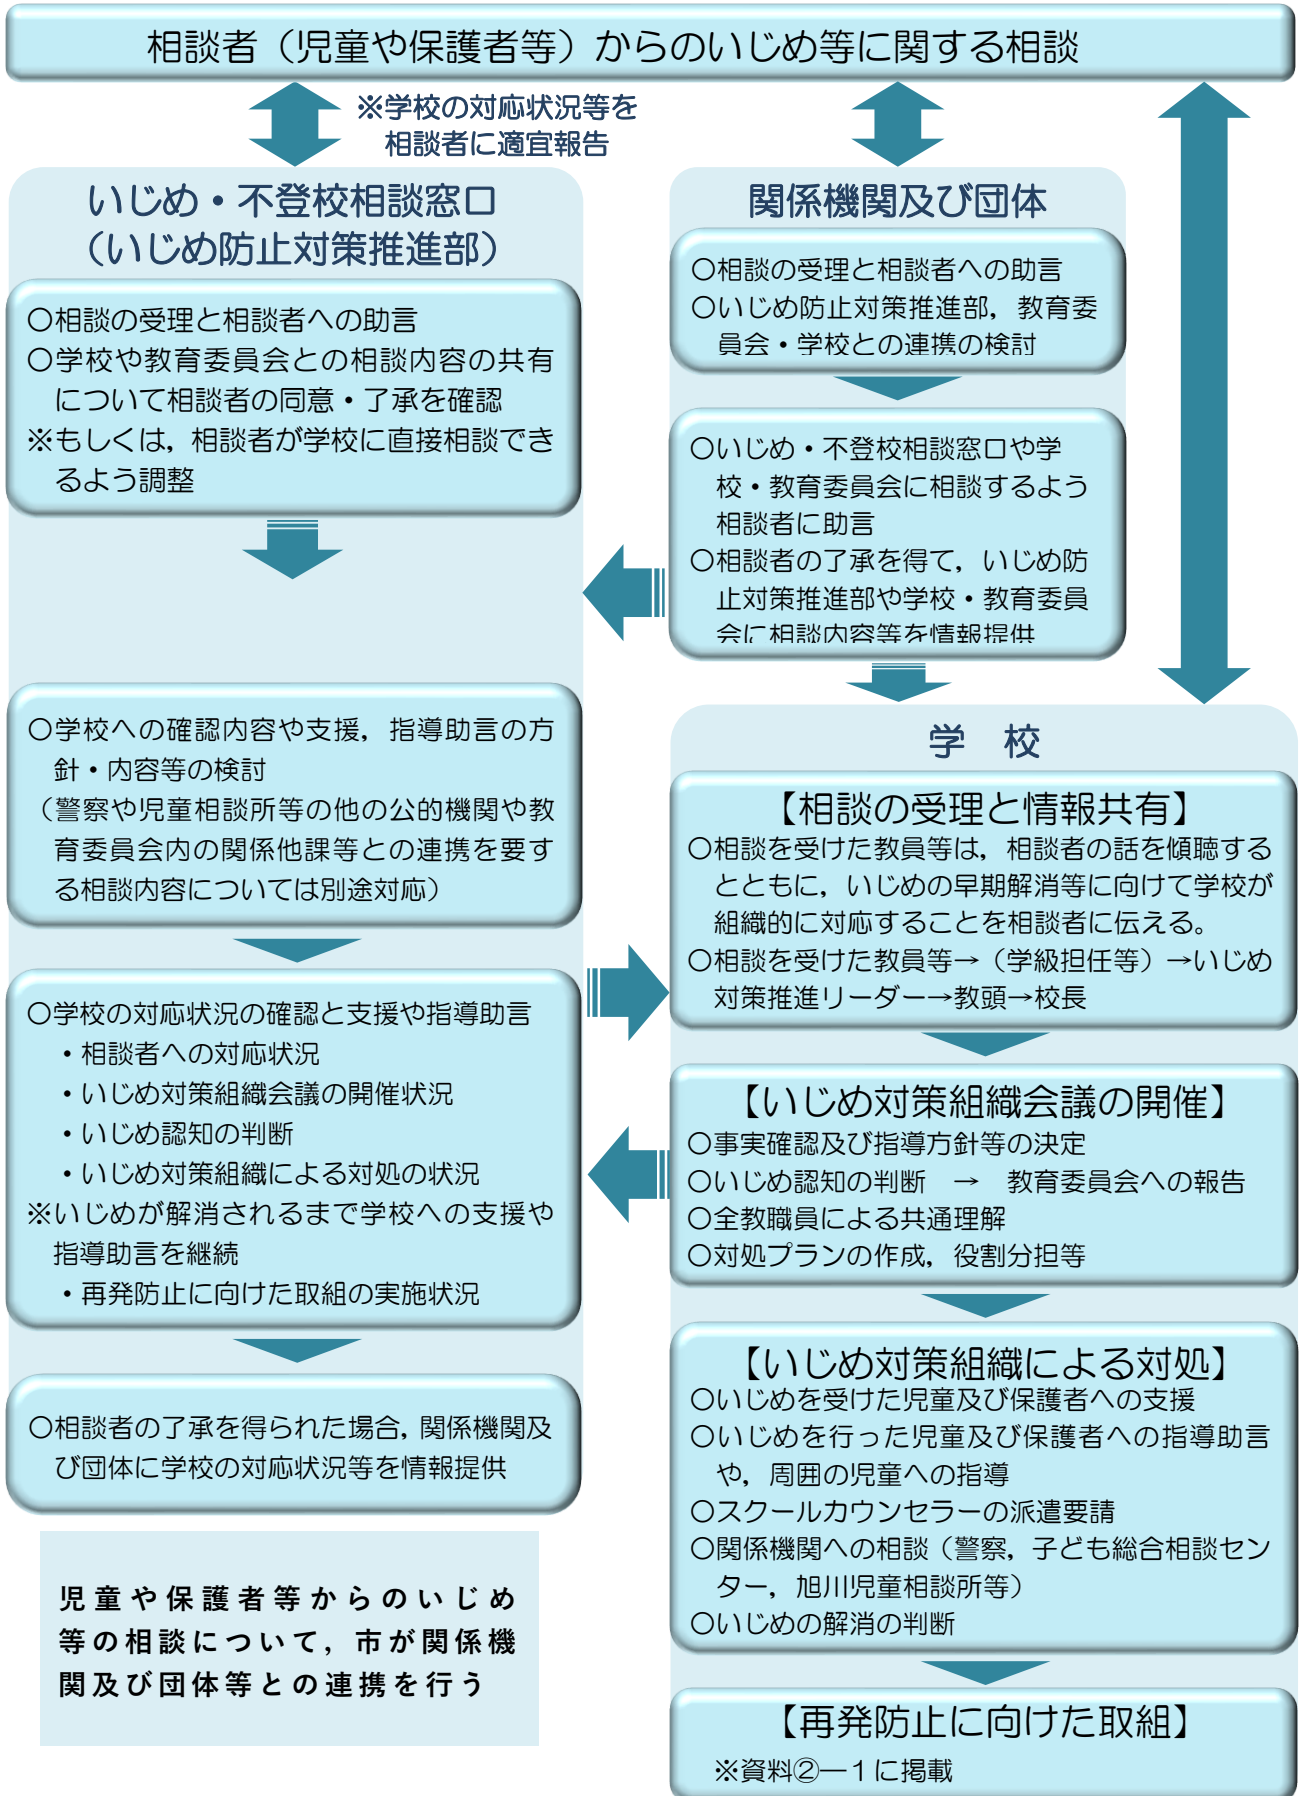 相談者（児童や保護者等）からのいじめ等に関する相談
※学校の対応状況等を
相談者に適宜報告
いじめ・不登校相談窓口
（いじめ防止対策推進部）
〇相談の受理と相談者への助言
〇学校や教育委員会との相談内容の共有
について相談者の同意・了承を確認
※もしくは，相談者が学校に直接相談でき
るよう調整
〇学校への確認内容や支援，指導助言の方
針・内容等の検討
（警察や児童相談所等の他の公的機関や教
育委員会内の関係他課等との連携を要す
る相談内容については別途対応）
〇学校の対応状況の確認と支援や指導助言
・相談者への対応状況
・いじめ対策組織会議の開催状況
・いじめ認知の判断
・いじめ対策組織による対処の状況
※いじめが解消されるまで学校への支援や
指導助言を継続
・再発防止に向けた取組の実施状況
〇相談者の了承を得られた場合，関係機関及
び団体に学校の対応状況等を情報提供
児童や保護者等からのいじめ
等の相談について，市が関係機
関及び団体等との連携を行う
関係機関及び団体
〇相談の受理と相談者への助言
〇いじめ防止対策推進部，教育委
員会・学校との連携の検討
〇いじめ・不登校相談窓口や学
校・教育委員会に相談するよう
相談者に助言
〇相談者の了承を得て，いじめ防
止対策推進部や学校・教育委員
会に相談内容等を情報提供
学　校
【相談の受理と情報共有】
〇相談を受けた教員等は，相談者の話を傾聴する
とともに，いじめの早期解消等に向けて学校が
組織的に対応することを相談者に伝える。
〇相談を受けた教員等→（学級担任等）→いじめ
対策推進リーダー→教頭→校長
【いじめ対策組織会議の開催】
〇事実確認及び指導方針等の決定
〇いじめ認知の判断　→　教育委員会への報告
〇全教職員による共通理解
〇対処プランの作成，役割分担等
【いじめ対策組織による対処】
〇いじめを受けた児童及び保護者への支援
〇いじめを行った児童及び保護者への指導助言
や，周囲の児童への指導
〇スクールカウンセラーの派遣要請
〇関係機関への相談（警察，子ども総合相談セン
ター，旭川児童相談所等）
〇いじめの解消の判断
【再発防止に向けた取組】
※資料②―１に掲載